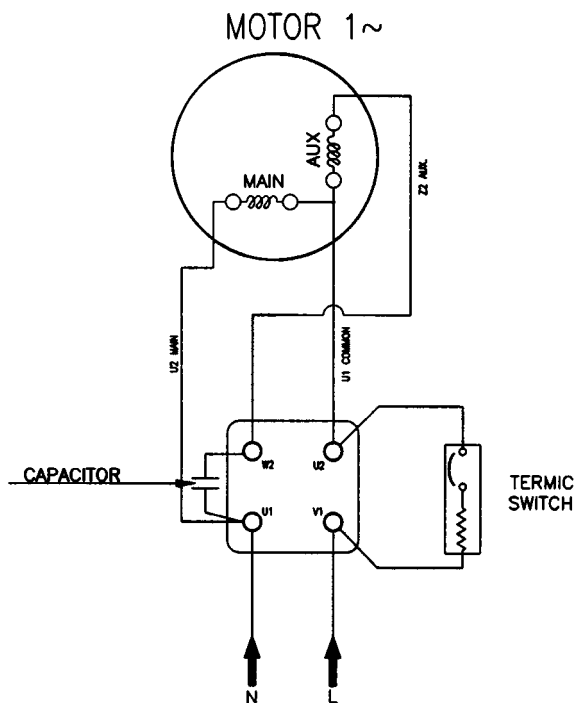 MOTOR 1~
AUX
MAIN
Z2 AUX.
U2 MAIN
U1 COMMON
W2
U2
CAPACITOR
U1
V1
TERMIC
SWITCH
N
L